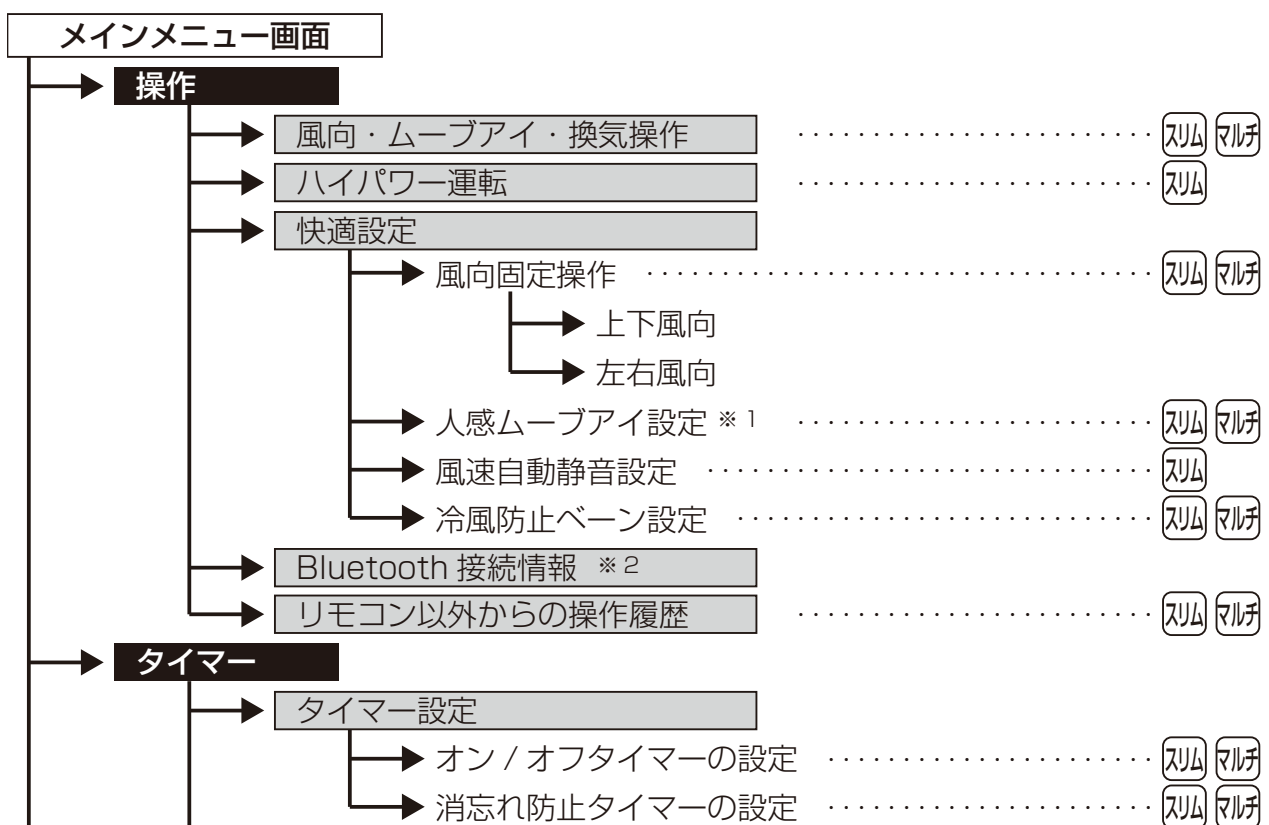 メインメニュー画面
操作
風向・ムーブアイ・換気操作 ························ スリム マルチ
ハイパワー運転 ························ スリム
快適設定
風向固定操作 ·································· スリム マルチ
上下風向
左右風向
人感ムーブアイ設定 ※1 ······················ スリム マルチ
風速自動静音設定 ······························ スリム
冷風防止ベーン設定 ···························· スリム マルチ
Bluetooth 接続情報 ※2
リモコン以外からの操作履歴 ························ スリム マルチ
タイマー
タイマー設定
オン / オフタイマーの設定 ······················ スリム マルチ
消忘れ防止タイマーの設定 ······················ スリム マルチ